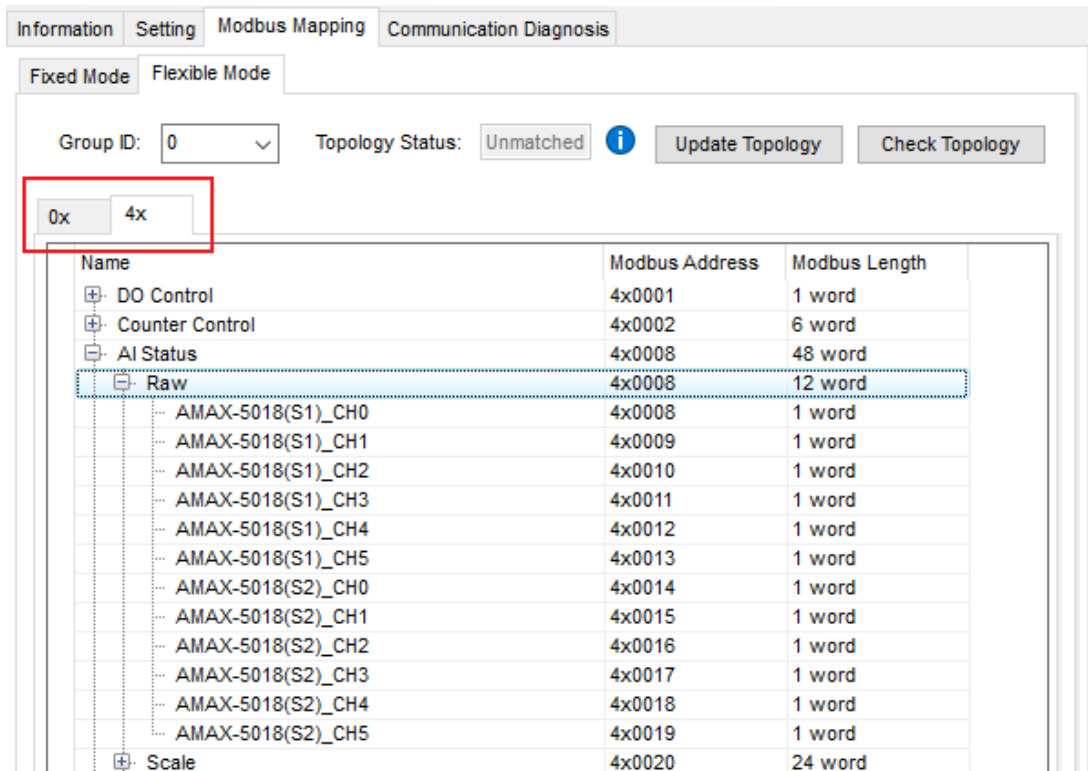 Information Setting Modbus Mapping Communication Diagnosis
Fixed Mode Flexible Mode
Group ID: 0 Topology Status: Unmatched i Update Topology Check Topology
0x 4x
Name Modbus Address Modbus Length
DO Control 4x0001 1 word
Counter Control 4x0002 6 word
AI Status 4x0008 48 word
Raw 4x0008 12 word
AMAX-5018(S1)_CH0 4x0008 1 word
AMAX-5018(S1)_CH1 4x0009 1 word
AMAX-5018(S1)_CH2 4x0010 1 word
AMAX-5018(S1)_CH3 4x0011 1 word
AMAX-5018(S1)_CH4 4x0012 1 word
AMAX-5018(S1)_CH5 4x0013 1 word
AMAX-5018(S2)_CH0 4x0014 1 word
AMAX-5018(S2)_CH1 4x0015 1 word
AMAX-5018(S2)_CH2 4x0016 1 word
AMAX-5018(S2)_CH3 4x0017 1 word
AMAX-5018(S2)_CH4 4x0018 1 word
AMAX-5018(S2)_CH5 4x0019 1 word
Scale 4x0020 24 word